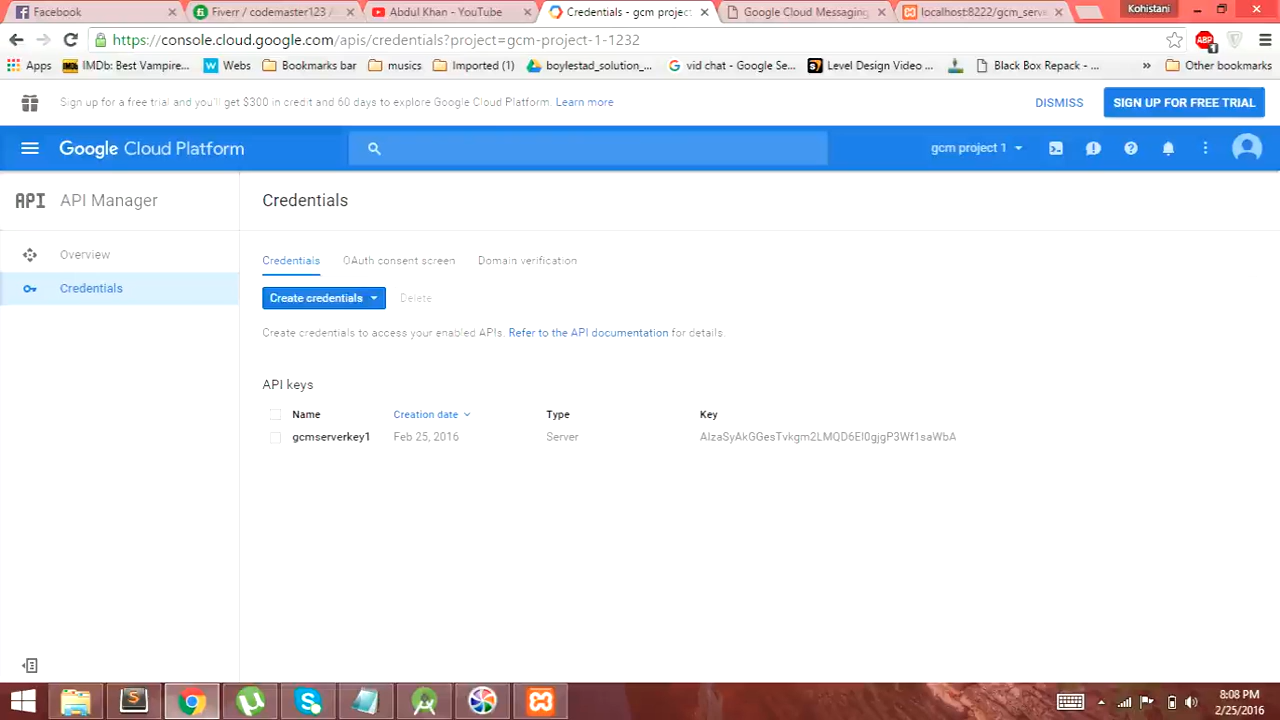 Facebook
Fiverr / codemaster123 /
Abdul Khan - YouTube
Credentials - gcm projec
Google Cloud Messaging
localhost:8222/gcm_servi
Kohistani
https://console.cloud.google.com/apis/credentials?project=gcm-project-1-1232
ABP
1
Apps
IMDb: Best Vampire...
Webs
Bookmarks bar
musics
Imported (1)
boylestad_solution_...
vid chat - Google Se...
Level Design Video ...
Black Box Repack - ...
»
Other bookmarks
Sign up for a free trial and you'll get $300 in credit and 60 days to explore Google Cloud Platform. Learn more
DISMISS
SIGN UP FOR FREE TRIAL
Google Cloud Platform
gcm project 1
API API Manager
Credentials
Overview
Credentials
Credentials
OAuth consent screen
Domain verification
Create credentials
Delete
Create credentials to access your enabled APIs. Refer to the API documentation for details.
API keys
Name
Creation date
Type
Key
gcmserverkey1
Feb 25, 2016
Server
AIzaSyAkGGesTvkgm2LMQD6EI0gjgP3Wf1saWbA
8:08 PM
2/25/2016